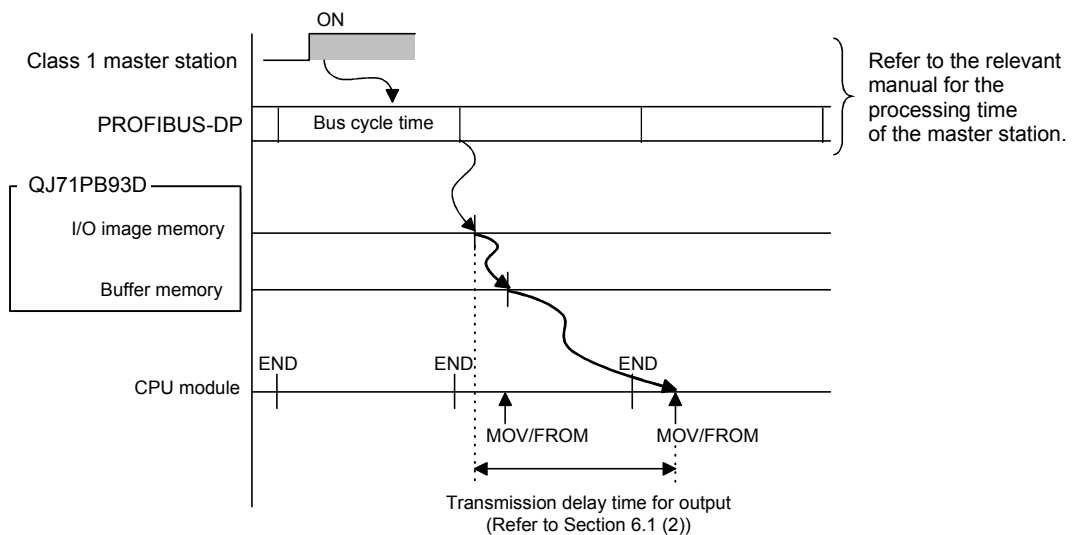 ON
Class 1 master station
Refer to the relevant
manual for the
processing time
of the master station.
PROFIBUS-DP
Bus cycle time
QJ71PB93D
I/O image memory
Buffer memory
END
END
END
CPU module
MOV/FROM
MOV/FROM
Transmission delay time for output
(Refer to Section 6.1 (2))